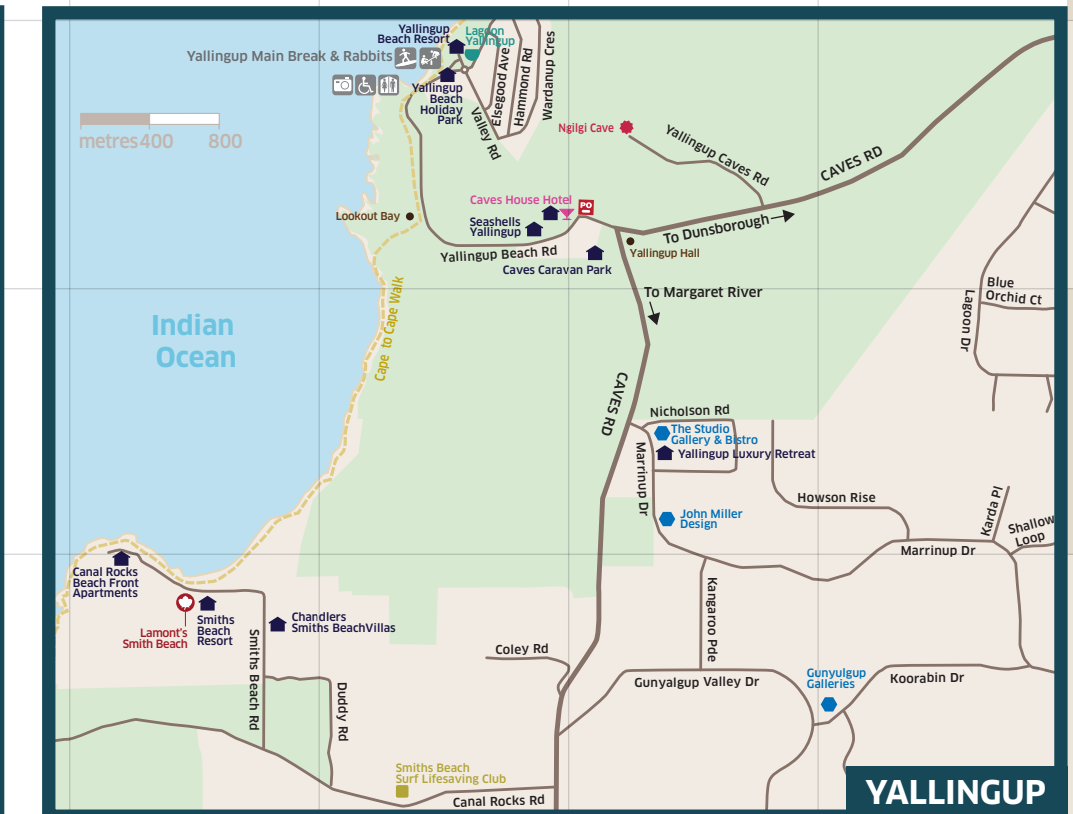 Yallingup
Beach Resort
Lagoon
Yallingup
Yallingup Main Break & Rabbits
Elsegood Ave
Hammond Rd
Wardanup Cres
Yallingup
Beach
Holiday
Park
Valley Rd
metres400 800
Ngilgi Cave
Yallingup Caves Rd
CAVES RD
Caves House Hotel
PO
Lookout Bay
Seashells
Yallingup
To Dunsborough
Yallingup Beach Rd
Yallingup Hall
Caves Caravan Park
To Margaret River
Blue
Orchid Ct
Lagoon Dr
Indian
Ocean
Cape to Cape Walk
CAVES RD
Nicholson Rd
The Studio
Gallery & Bistro
Yallingup Luxury Retreat
Marrinup Dr
Howson Rise
Karda Pl
John Miller
Design
Shallow
Loop
Marrinup Dr
Canal Rocks
Beach Front
Apartments
Kangaroo Pde
Lamont's
Smith Beach
Smiths
Beach
Resort
Chandlers
Smiths BeachVillas
Smiths Beach Rd
Coley Rd
Gunyalgup Valley Dr
Gunyulgup
Galleries
Koorabin Dr
Duddy Rd
Smiths Beach
Surf Lifesaving Club
Canal Rocks Rd
YALLINGUP